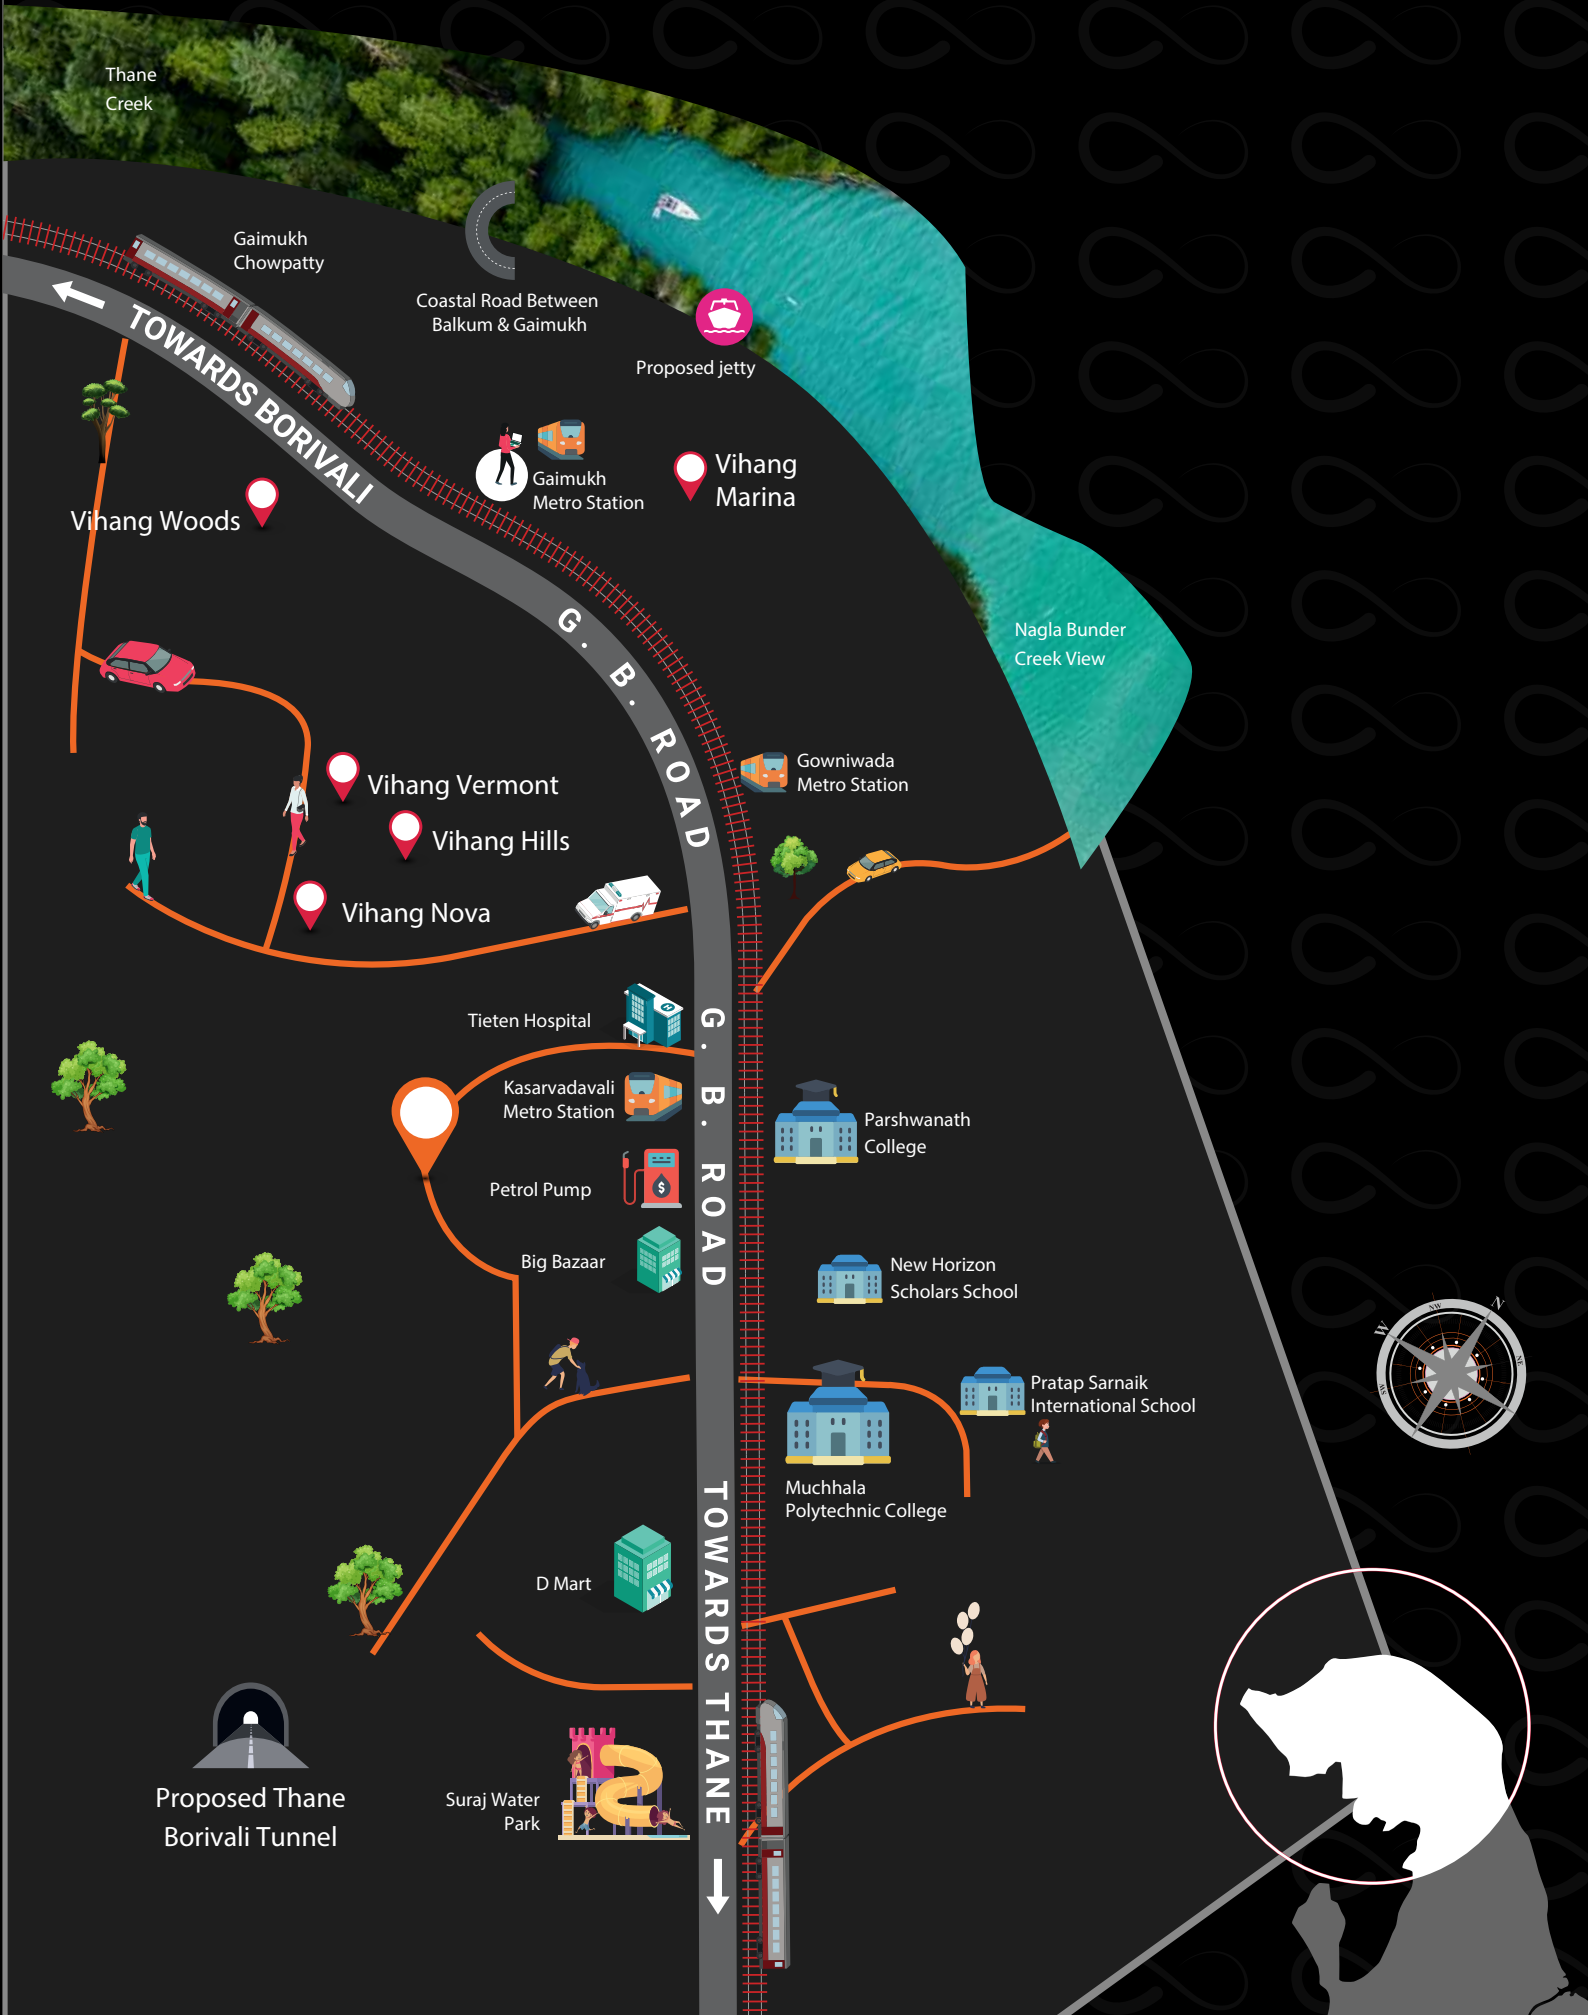 Thane
Creek
Gaimukh
Chowpatty
Coastal Road Between
Balkum & Gaimukh
Proposed jetty
TOWARDS BORIVALI
Gaimukh
Metro Station
Vihang
Marina
Vihang Woods
G. B. ROAD
Nagla Bunder
Creek View
Gowniwada
Metro Station
Vihang Vermont
Vihang Hills
Vihang Nova
Tieten Hospital
G. B. ROAD
Kasarvadavali
Metro Station
Parshwanath
College
Petrol Pump
Big Bazaar
New Horizon
Scholars School
N
NW
W
NE
SW
Pratap Sarnaik
International School
Muchhala
Polytechnic College
TOWARDS THANE
D Mart
Proposed Thane
Borivali Tunnel
Suraj Water
Park
H
$